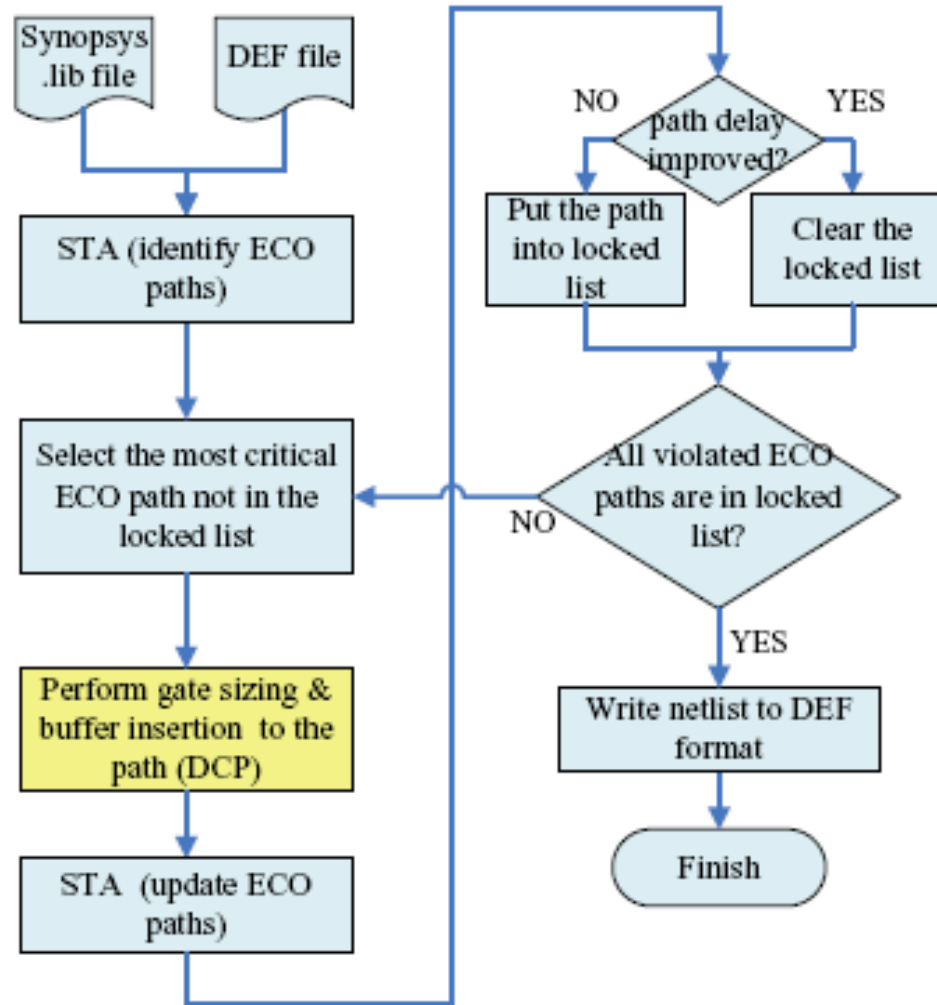 Synopsys
.lib file
DEF file
STA (identify ECO
paths)
Select the most critical
ECO path not in the
locked list
Perform gate sizing &
buffer insertion to the
path (DCP)
STA (update ECO
paths)
path delay
improved?
NO
YES
Put the path
into locked
list
Clear the
locked list
All violated ECO
paths are in locked
list?
NO
YES
Write netlist to DEF
format
Finish